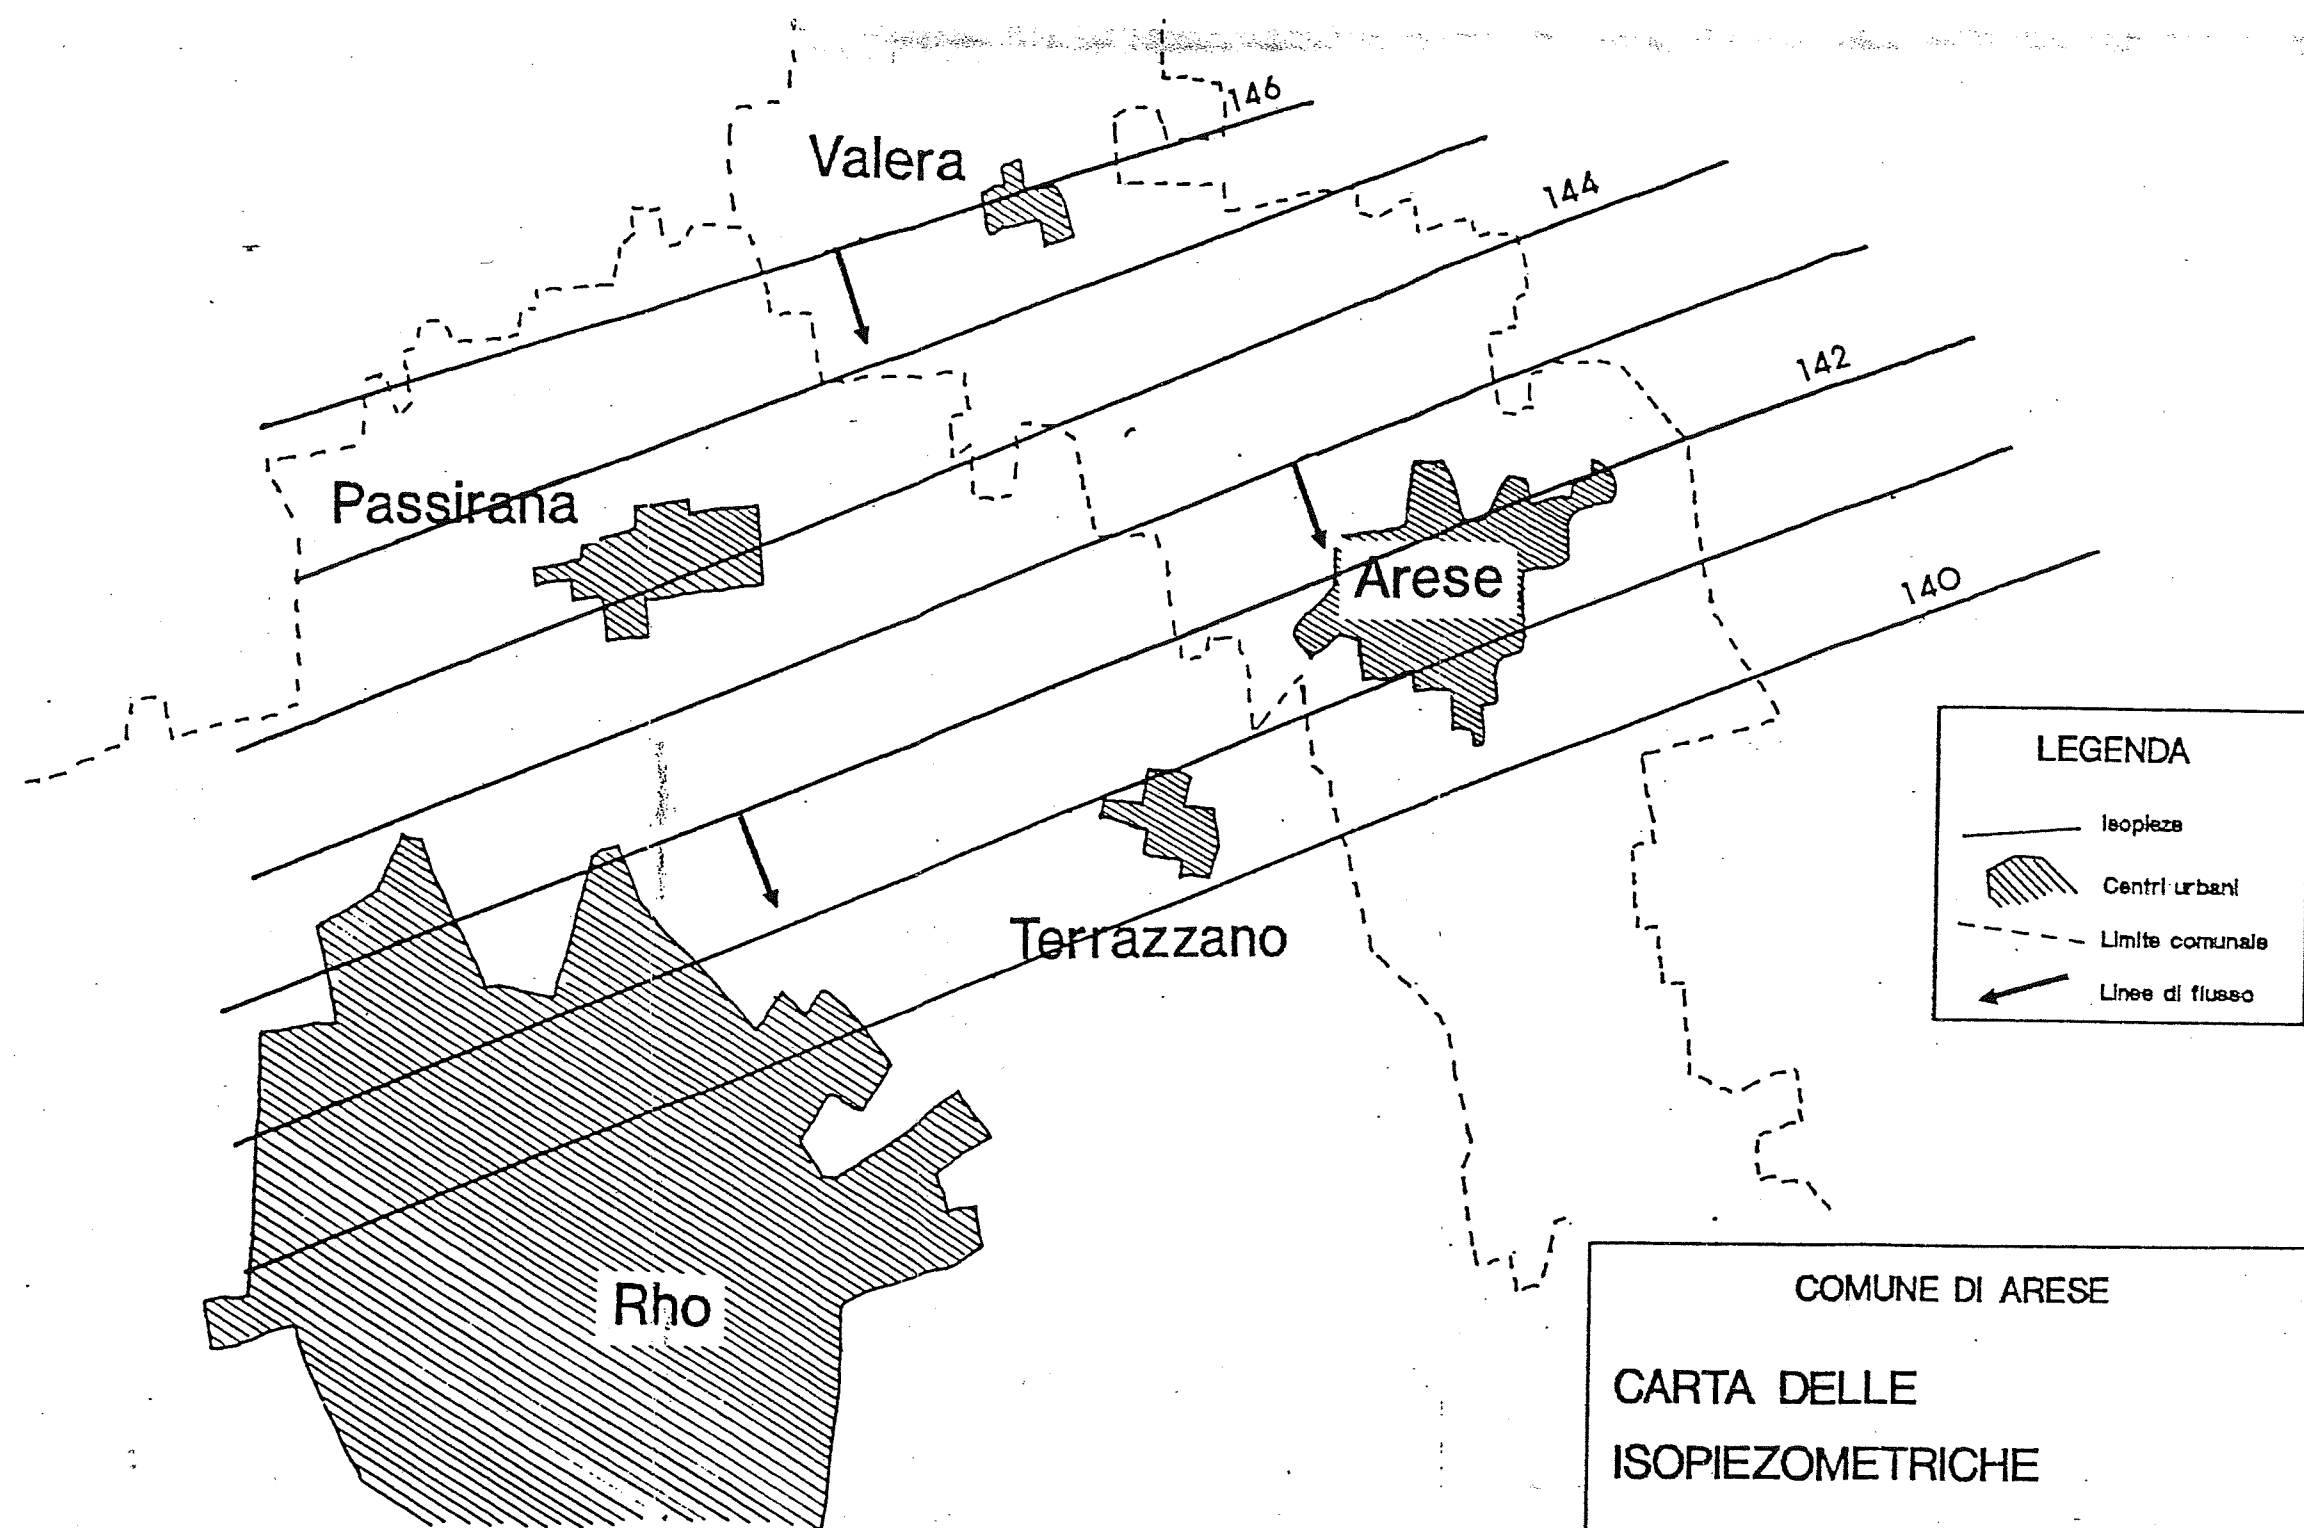 146
Valera
144
142
Passirana
Arese
140
LEGENDA
Isopieze
Centri urbani
Limite comunale
Linee di flusso
Terrazzano
Rho
COMUNE DI ARESE
CARTA DELLE
ISOPIEZOMETRICHE